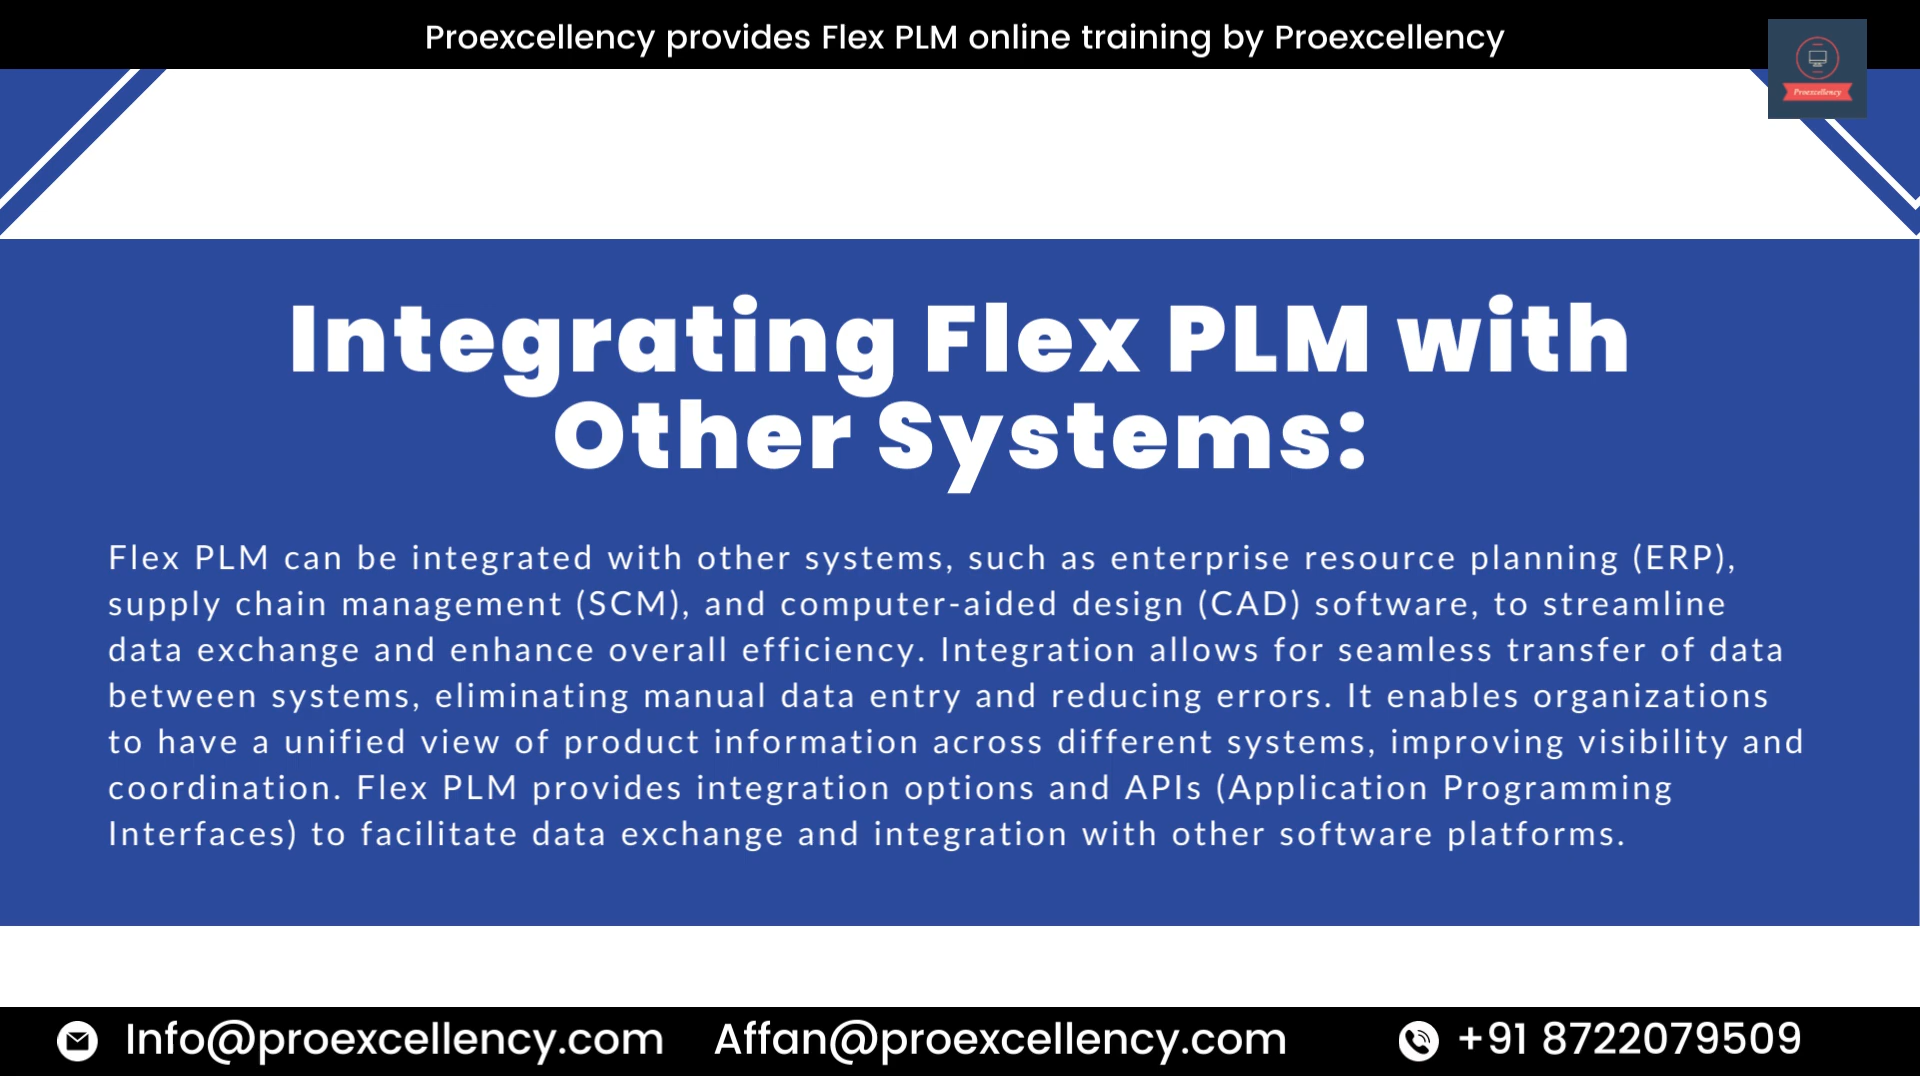 Proexcellency provides Flex PLM online training by Proexcellency
Proexcellency
Integrating Flex PLM with
Other Systems:
Flex PLM can be integrated with other systems, such as enterprise resource planning (ERP),
supply chain management (SCM), and computer-aided design (CAD) software, to streamline
data exchange and enhance overall efficiency. Integration allows for seamless transfer of data
between systems, eliminating manual data entry and reducing errors. It enables organizations
to have a unified view of product information across different systems, improving visibility and
coordination. Flex PLM provides integration options and APIs (Application Programming
Interfaces) to facilitate data exchange and integration with other software platforms.
Info@proexcellency.com Affan@proexcellency.com +91 8722079509